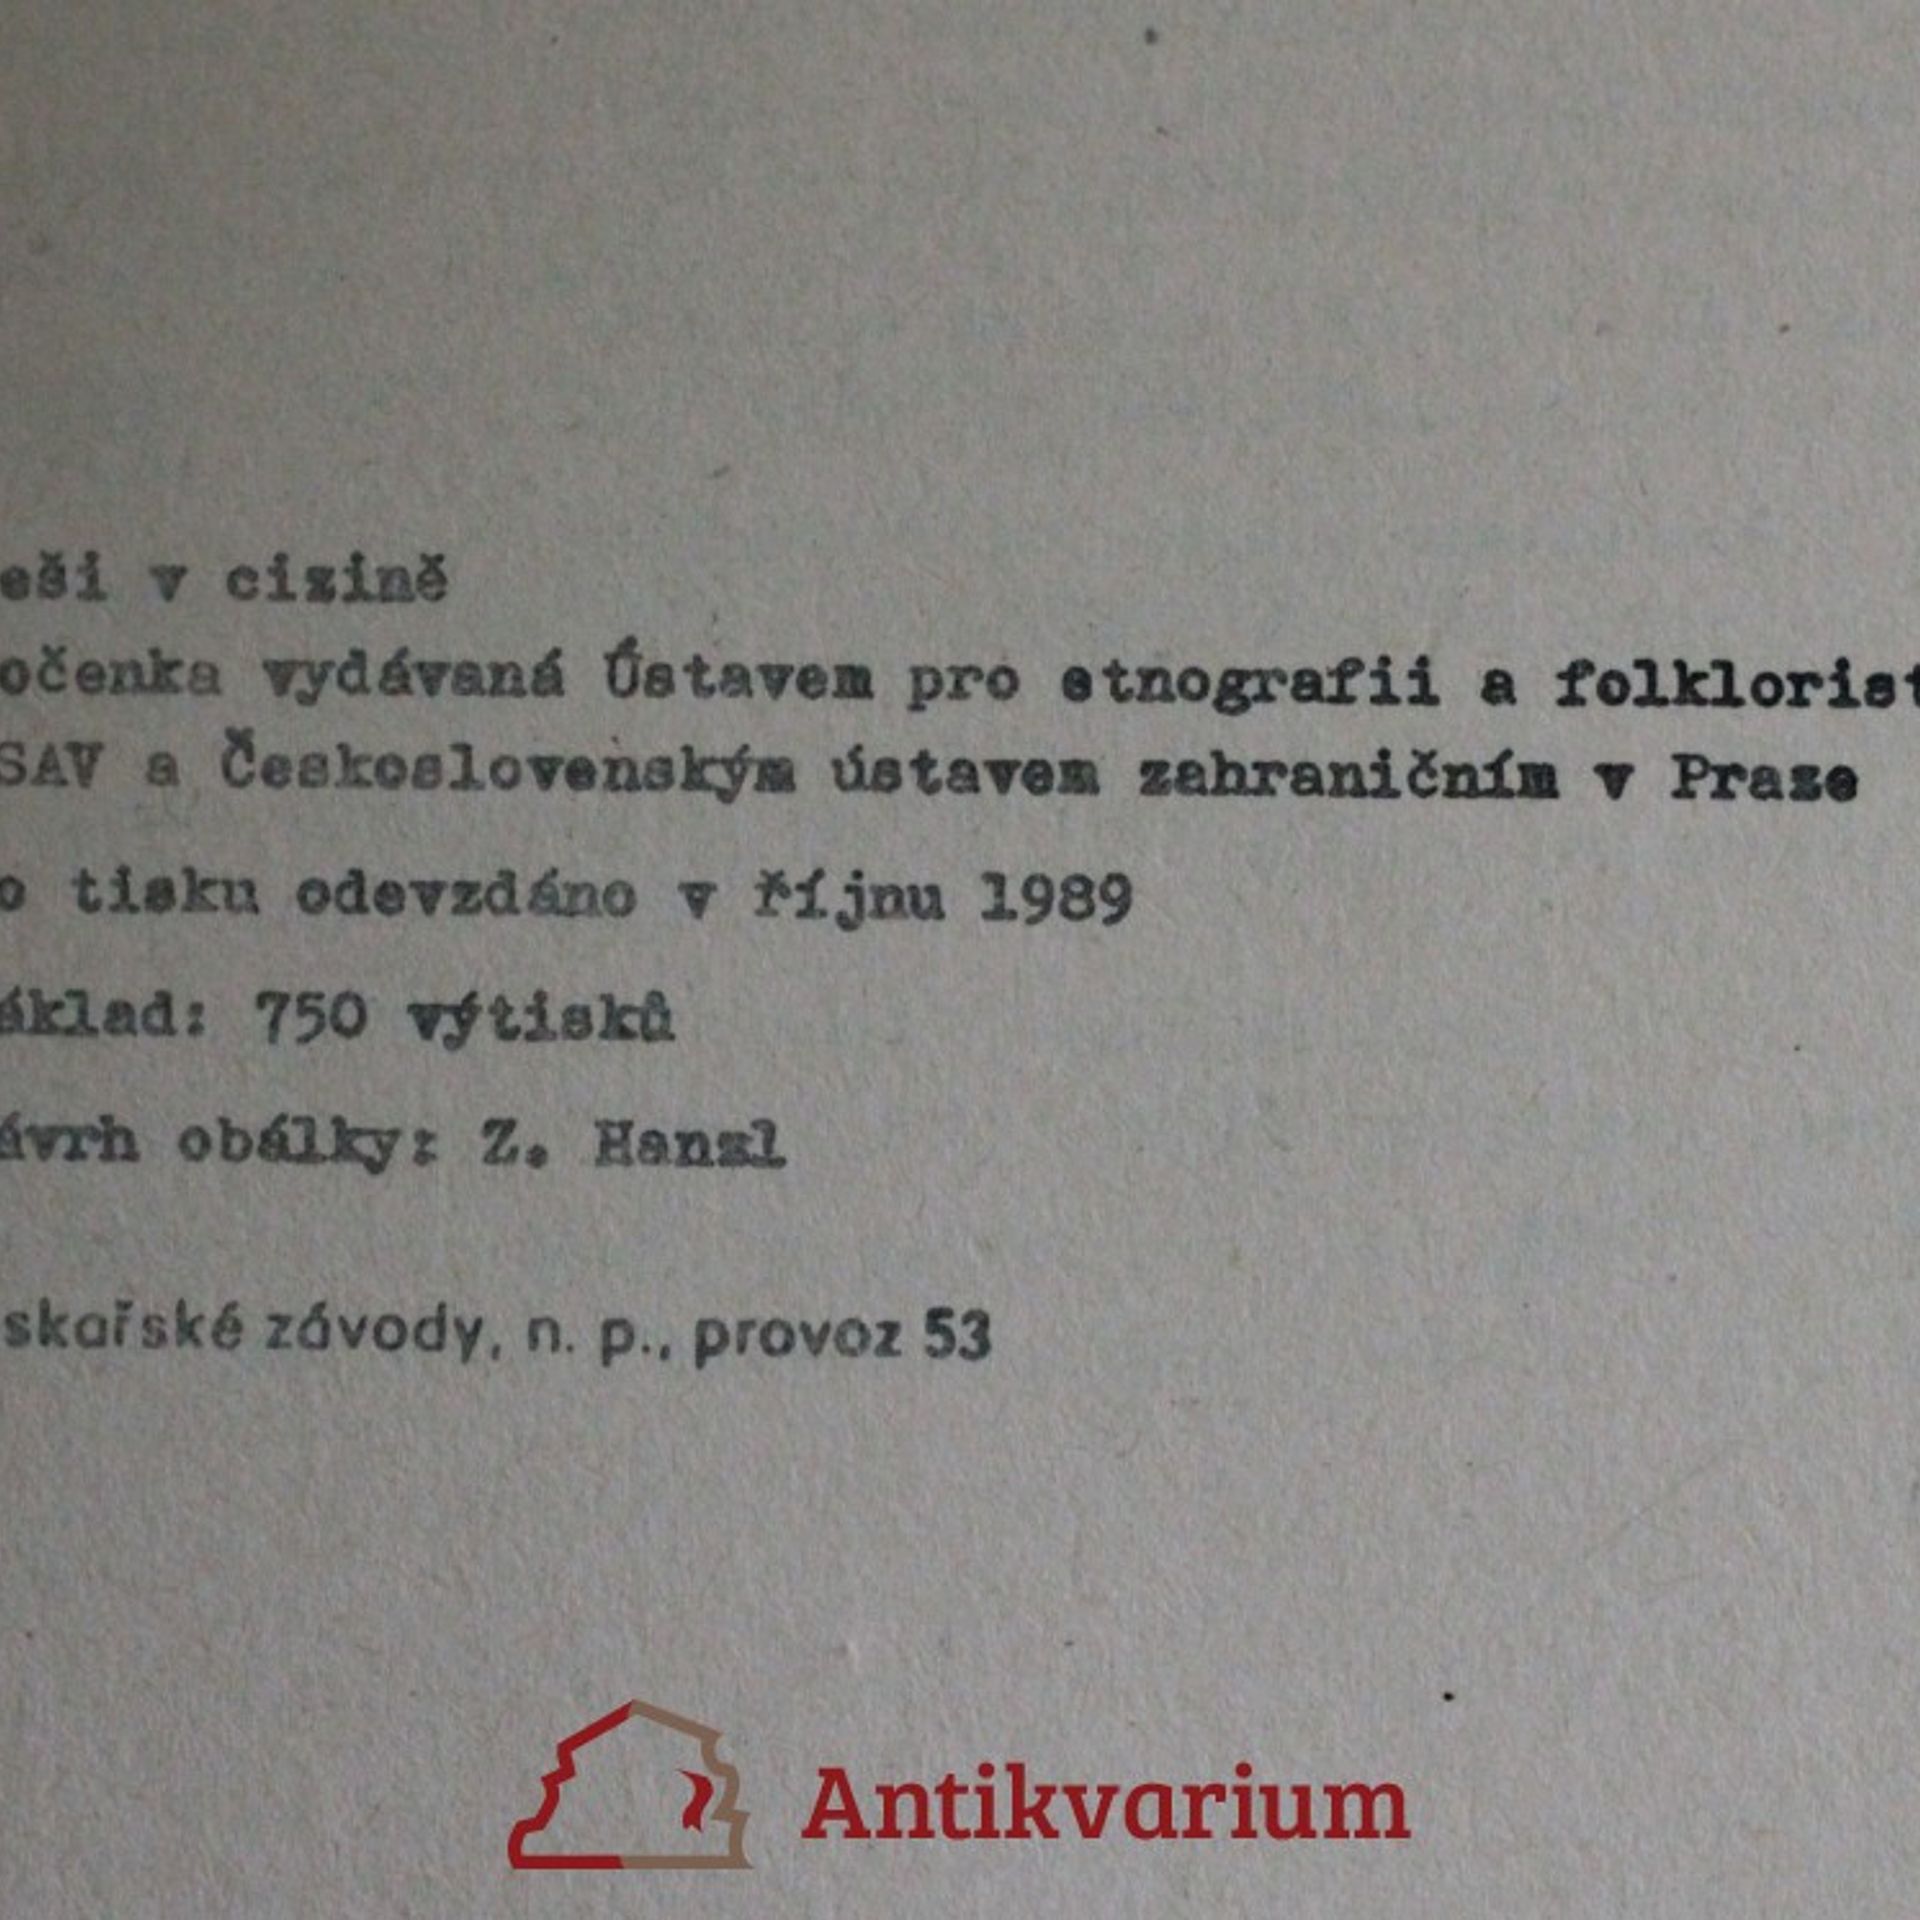 eši v cizině
očenka vydávaná Ústavem pro etnografii a folklorist
SAV a Československým ústavem zahraničním v Praze
o tisku odevzdáno v říjnu 1989
áklad: 750 výtisků
ávrh obálky: Z. Hanzl
skařské závody, n. p., provoz 53
Antikvarium